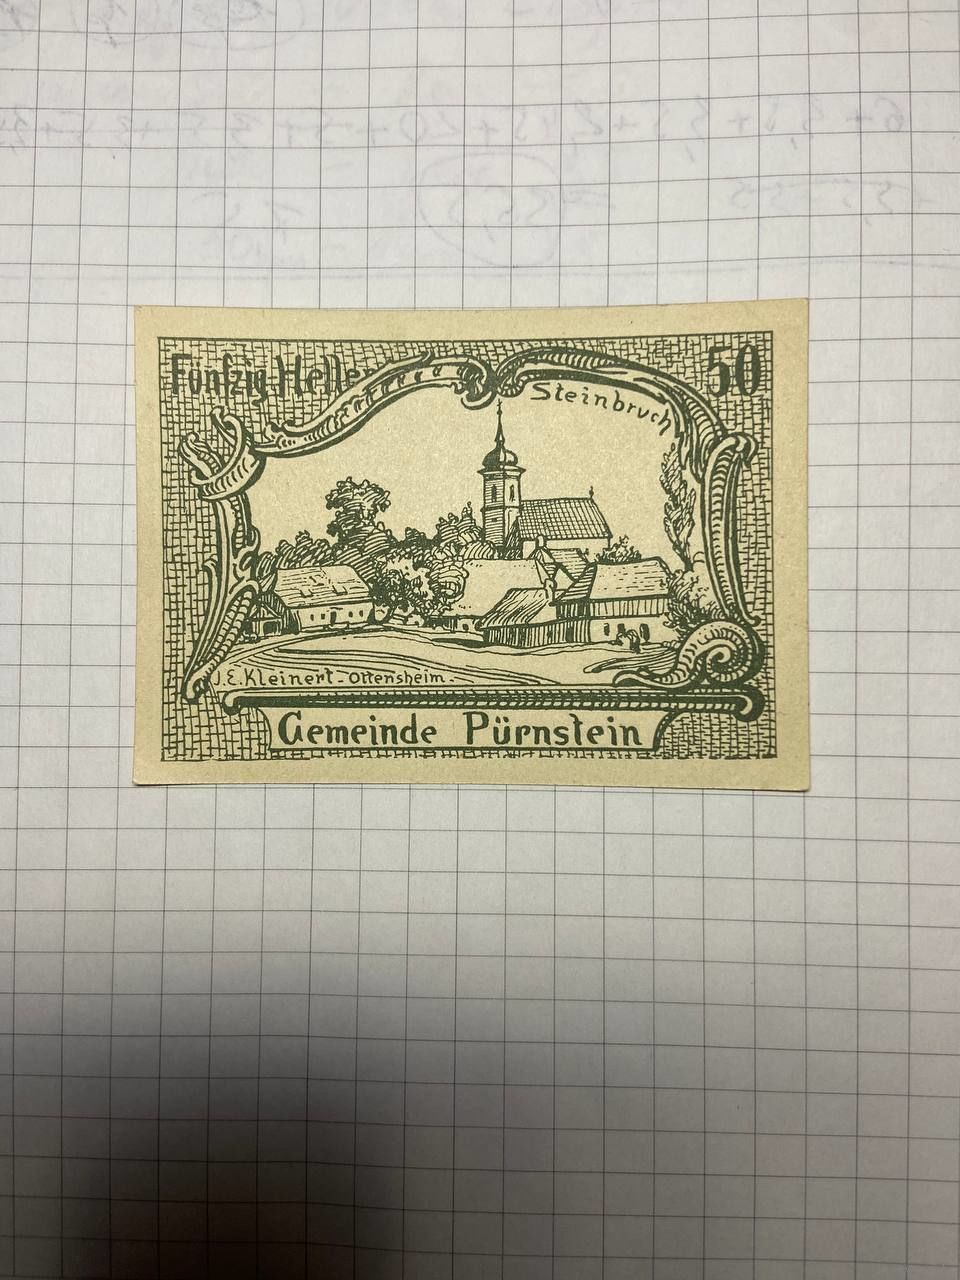 Fünfzig Heller
50
Steinbruch
J.E. Kleinert - Ottensheim.
Gemeinde Pürnstein